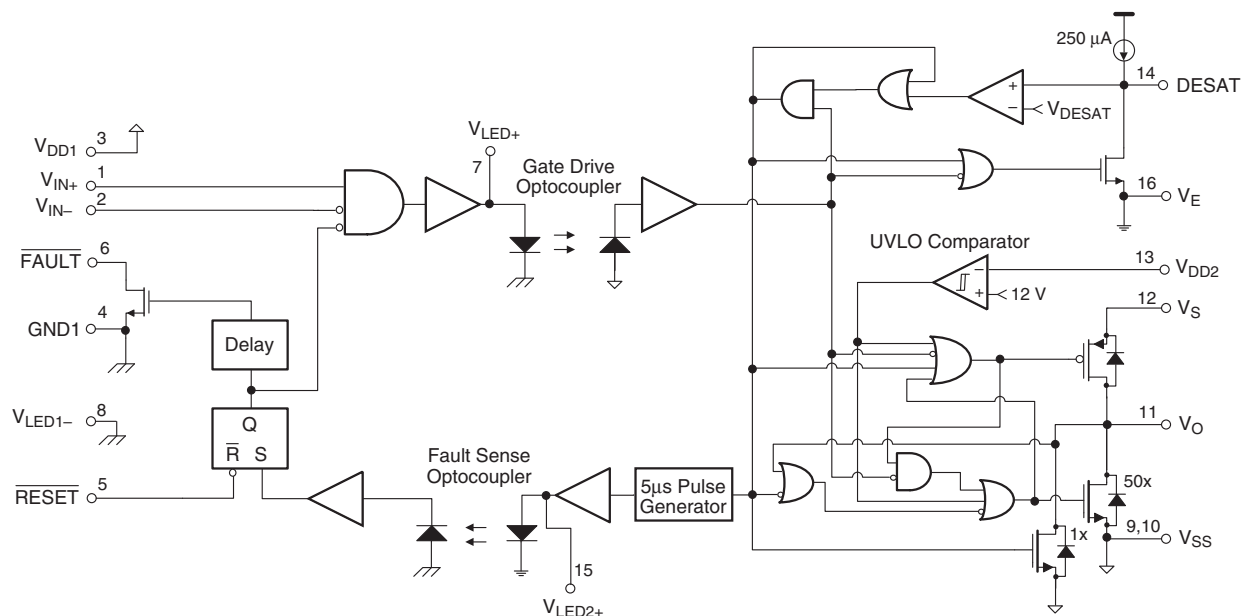 250 µA
14 DESAT
+
−
V_DESAT
V_LED+
7
Gate Drive
Optocoupler
3
V_DD1
1
V_IN+
2
V_IN−
16
V_E
6
F̅A̅U̅L̅T̅
UVLO Comparator
−
+
12 V
13
V_DD2
4
GND1
12
V_S
Delay
8
V_LED1−
Q
R̅ S
11
V_O
Fault Sense
Optocoupler
5µs Pulse
Generator
5
R̅E̅S̅E̅T̅
50x
1x
9,10
V_SS
15
V_LED2+